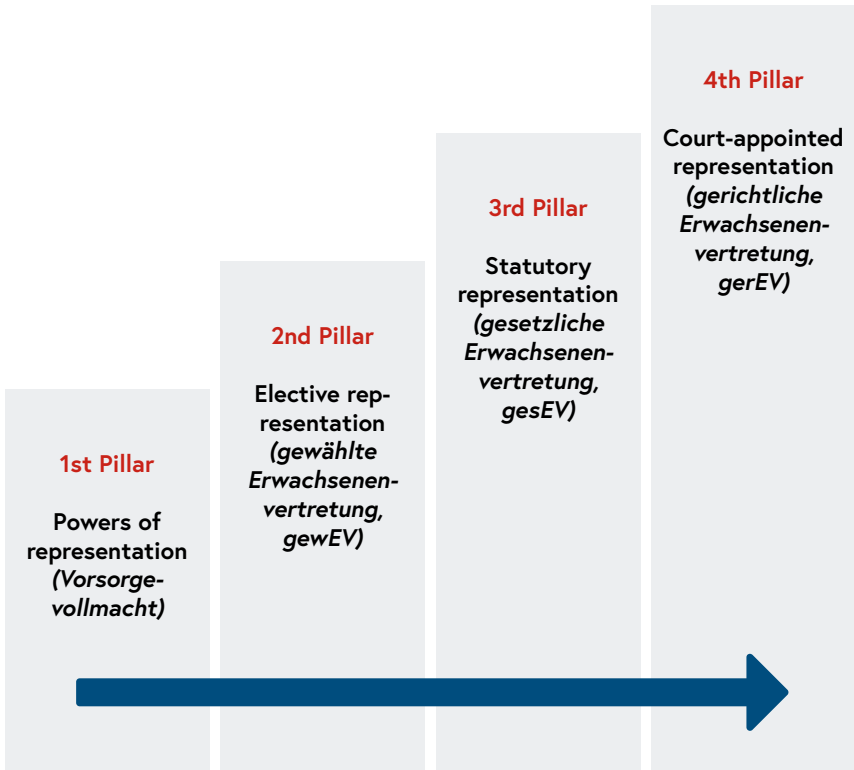 1st Pillar
Powers of
representation
(Vorsorge-
vollmacht)
2nd Pillar
Elective rep-
resentation
(gewählte
Erwachsenen-
vertretung,
gewEV)
3rd Pillar
Statutory
representation
(gesetzliche
Erwachsenen-
vertretung,
gesEV)
4th Pillar
Court-appointed
representation
(gerichtliche
Erwachsenen-
vertretung,
gerEV)